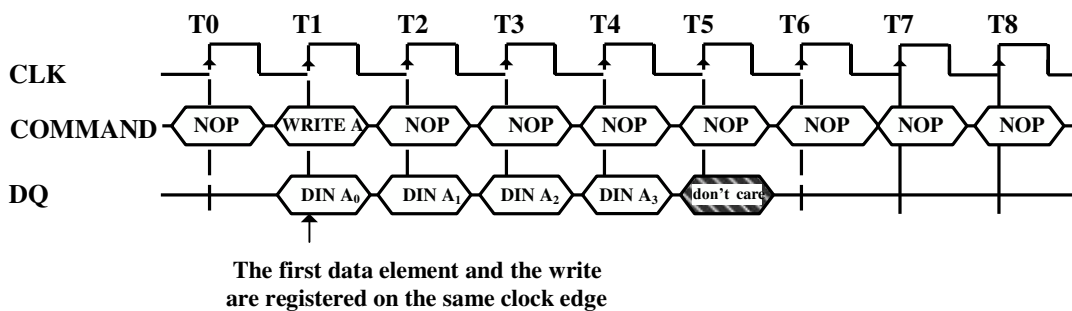 T0 T1 T2 T3 T4 T5 T6 T7 T8
CLK
COMMAND NOP WRITE A NOP NOP NOP NOP NOP NOP NOP
DQ DIN A₀ DIN A₁ DIN A₂ DIN A₃ don't care
The first data element and the write
are registered on the same clock edge